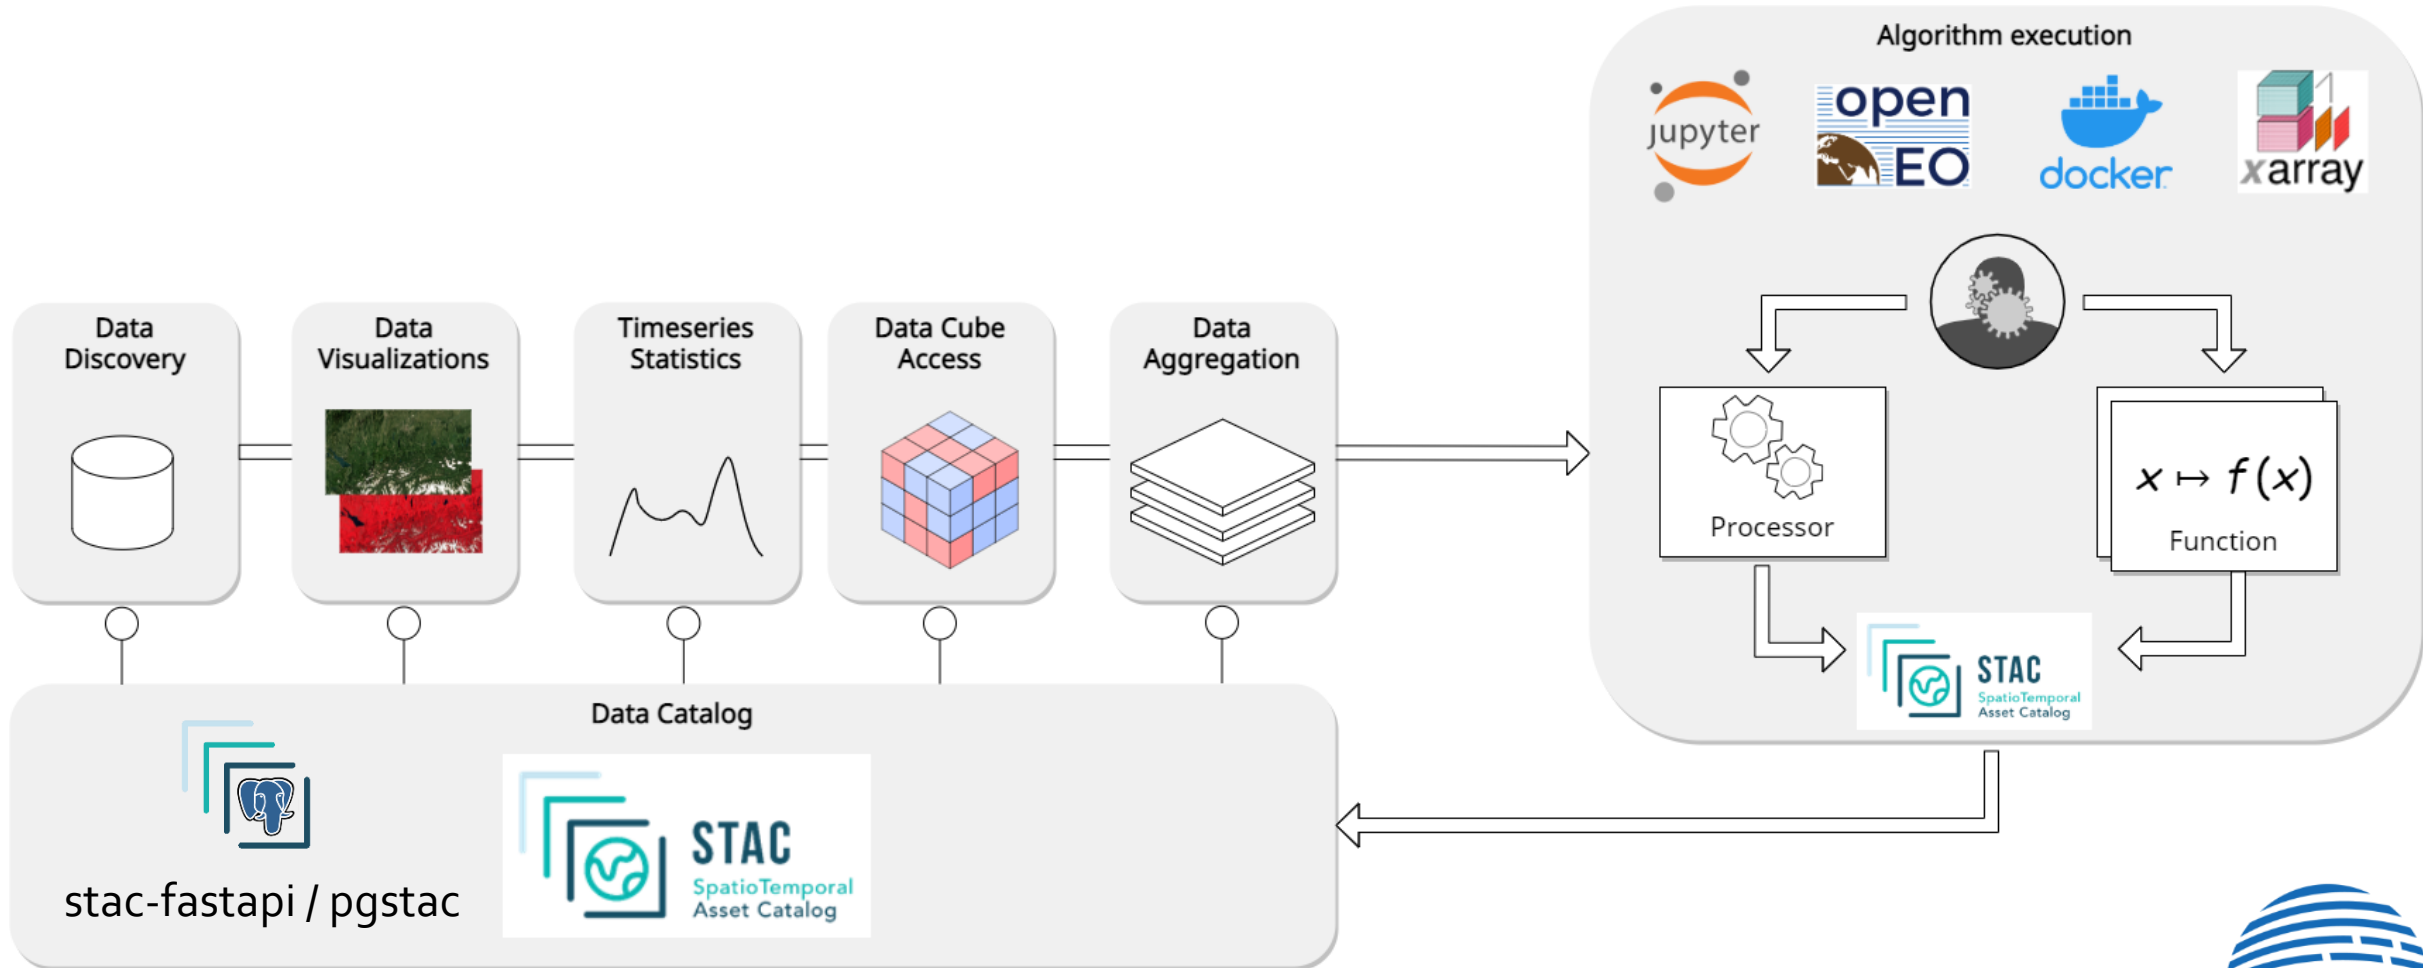 Algorithm execution
jupyter
open
EO
docker
xarray
Data
Discovery
Data
Visualizations
Timeseries
Statistics
Data Cube
Access
Data
Aggregation
Processor
x ↦ f (x)
Function
STAC
SpatioTemporal
Asset Catalog
Data Catalog
stac-fastapi / pgstac
STAC
SpatioTemporal
Asset Catalog